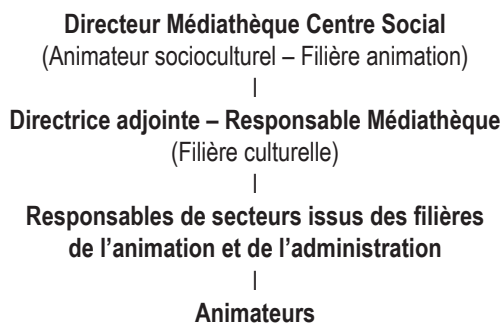 Directeur Médiathèque Centre Social
(Animateur socioculturel – Filière animation)
Directrice adjointe – Responsable Médiathèque
(Filière culturelle)
Responsables de secteurs issus des filières
de l'animation et de l'administration
Animateurs